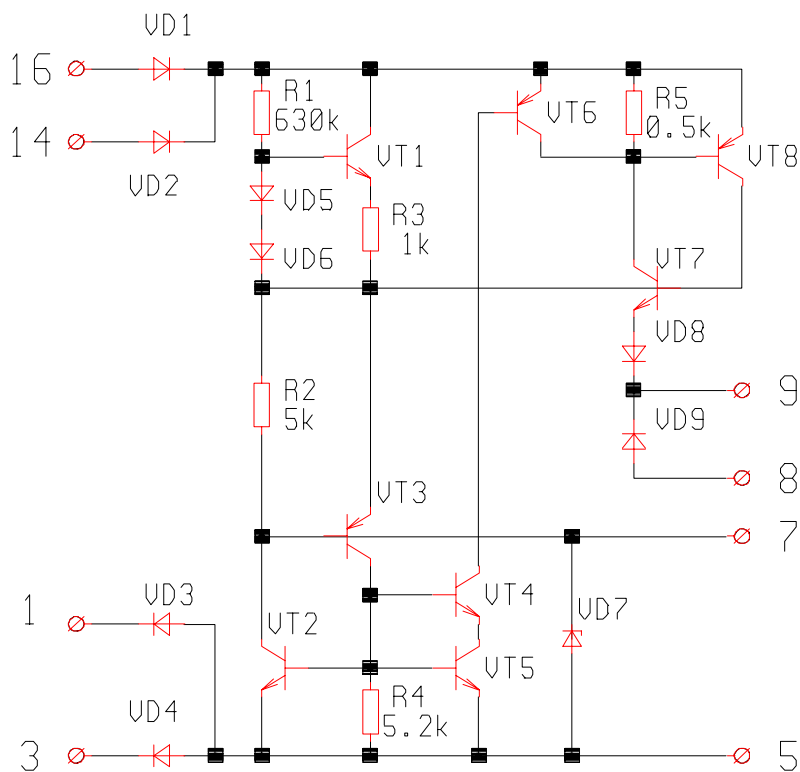 VD1
16
R1
630k
R5
0.5k
VT6
14
VT1
VT8
VD2
VD5
R3
1k
VD6
VT7
VD8
R2
5k
9
VD9
8
VT3
7
1
VD3
VT2
VT4
VD7
VT5
VD4
R4
5.2k
3
5